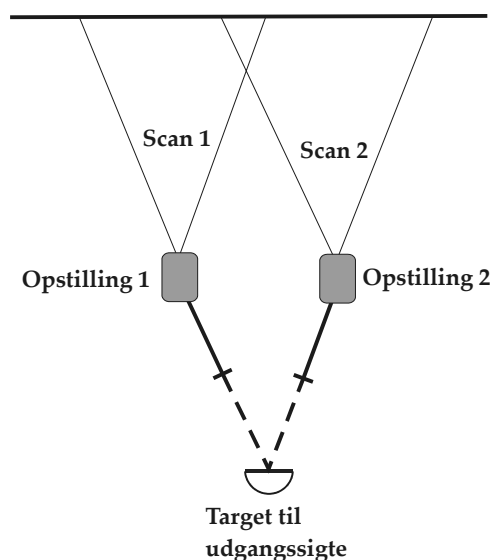 Scan 1
Scan 2
Opstilling 1
Opstilling 2
Target til
udgangssigte